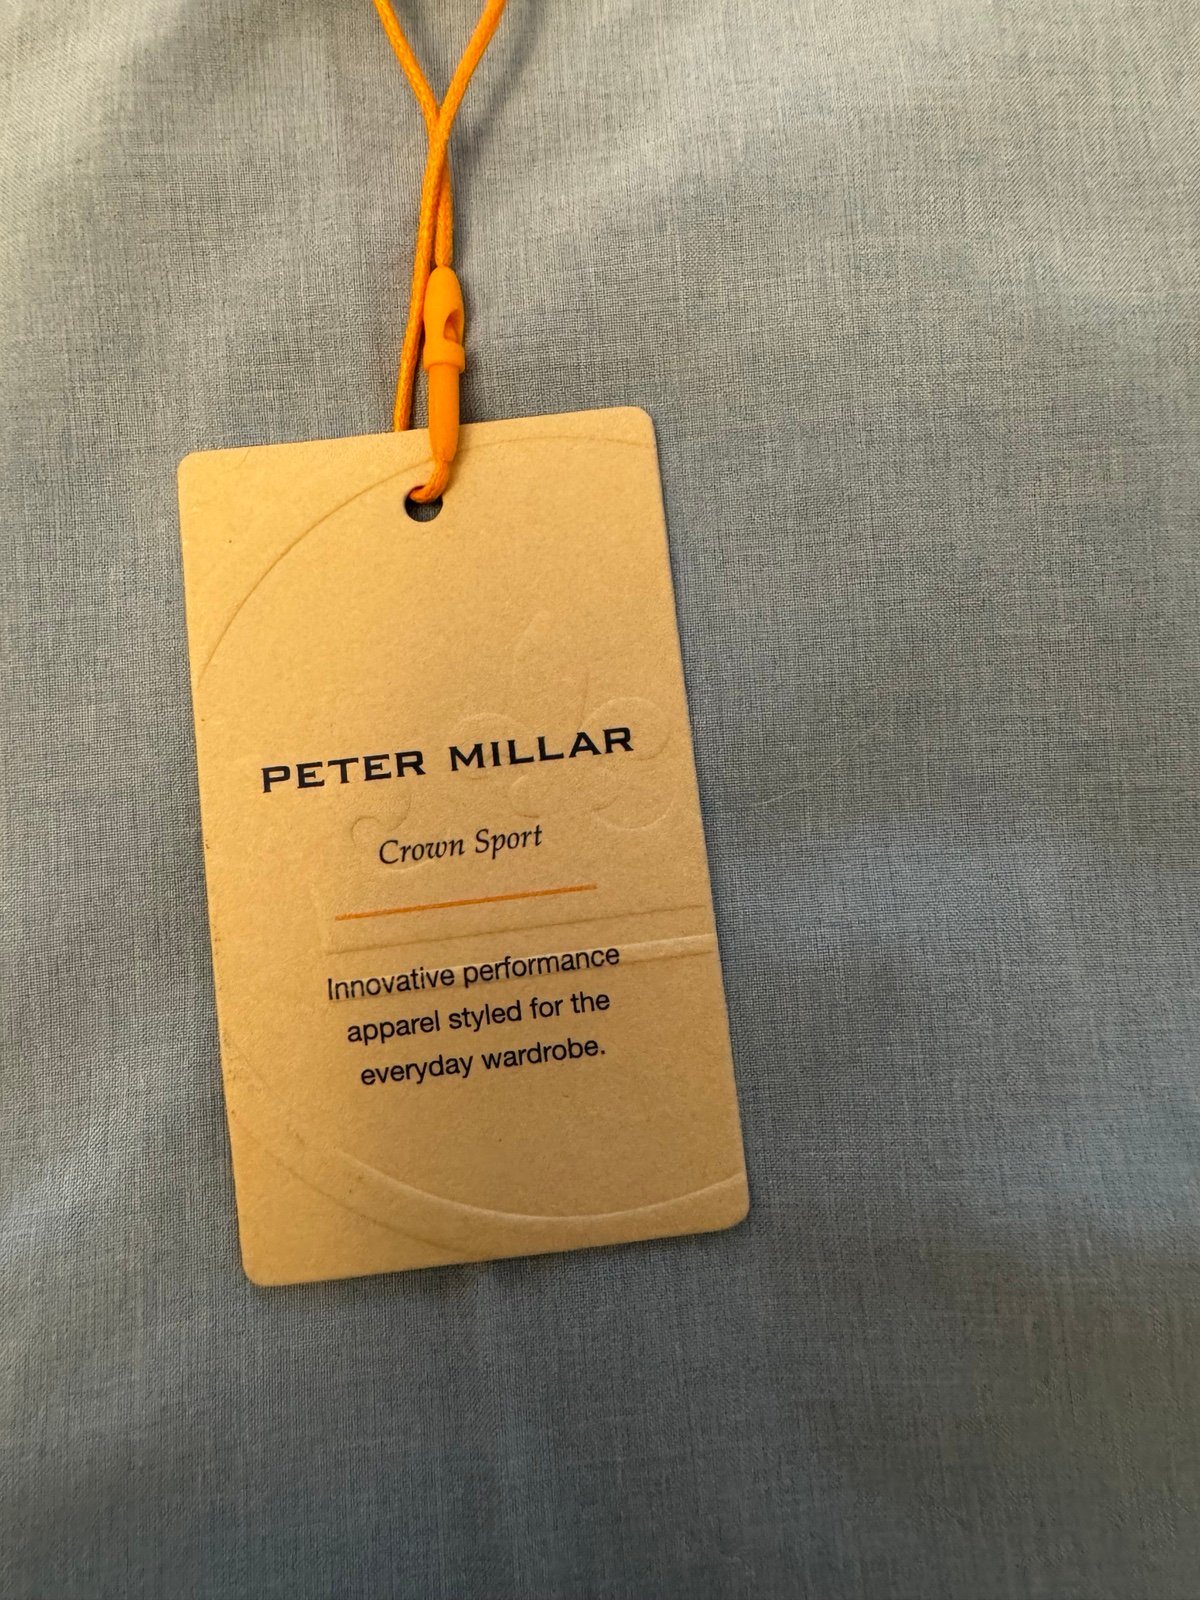 PETER MILLAR
Crown Sport
Innovative performance
apparel styled for the
everyday wardrobe.